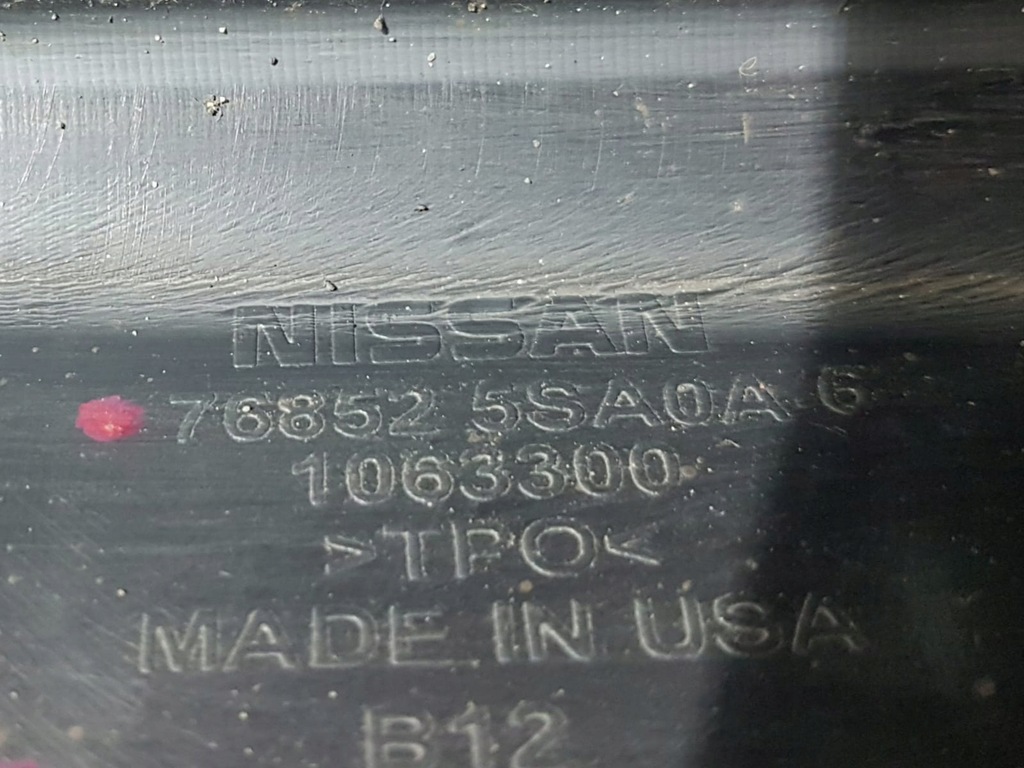 NISSAN
76852 5SA0A-6
1063300
>TPO<
MADE IN USA
B12